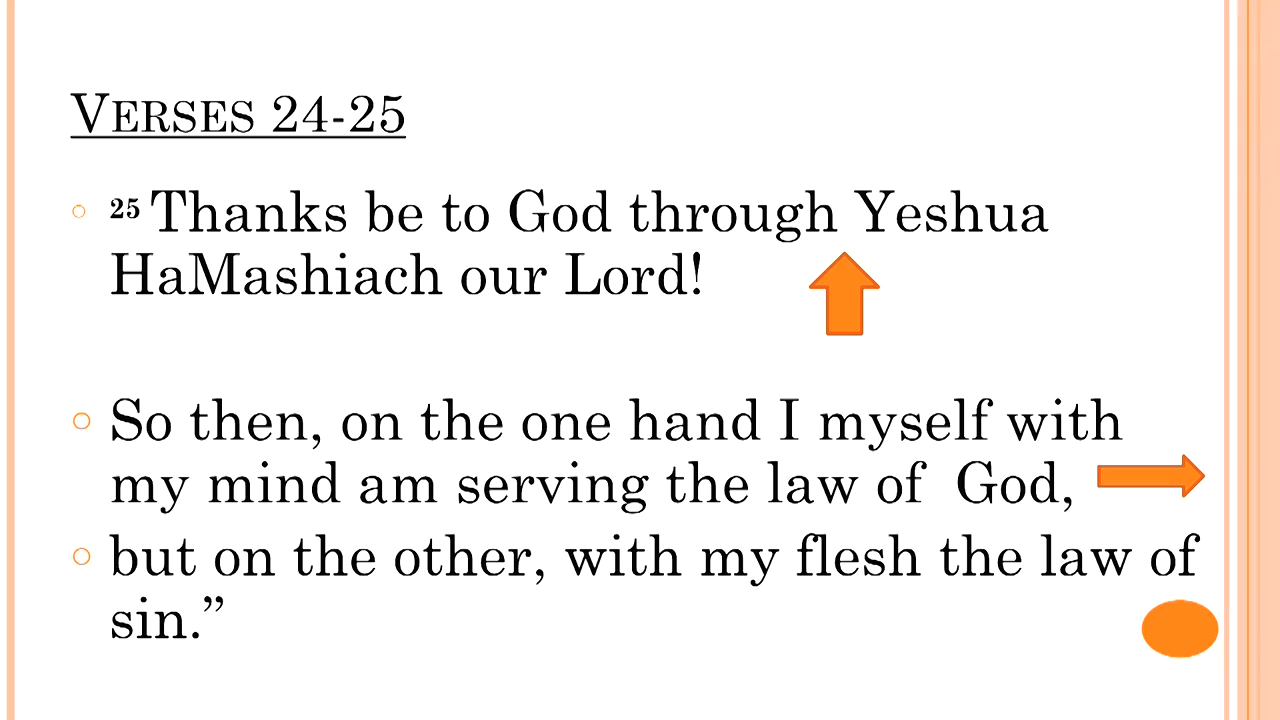 VERSES 24-25
25 Thanks be to God through Yeshua
HaMashiach our Lord!
So then, on the one hand I myself with
my mind am serving the law of God,
but on the other, with my flesh the law of
sin.”